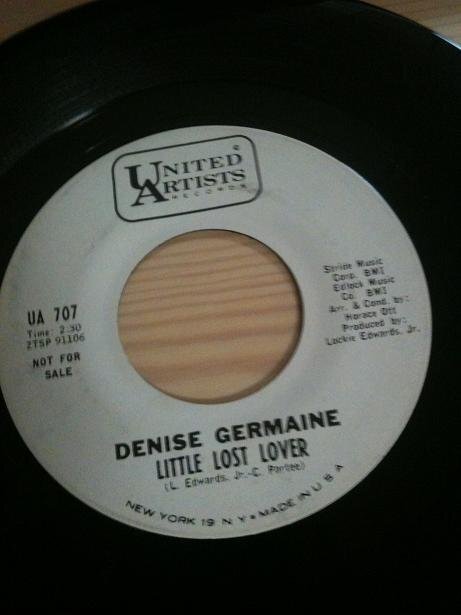 UNITED
ARTISTS
RECORDS
UA 707
Time: 2:30
ZTSP 91106
NOT FOR
SALE
Stride Music
Corp. BMI
Edlock Music
Co. BMI
Arr. & Cond. by:
Horace Ott
Produced by:
Lockie Edwards, Jr.
DENISE GERMAINE
LITTLE LOST LOVER
(L. Edwards, Jr.-C. Partee)
NEW YORK 19 N Y • MADE IN U S A